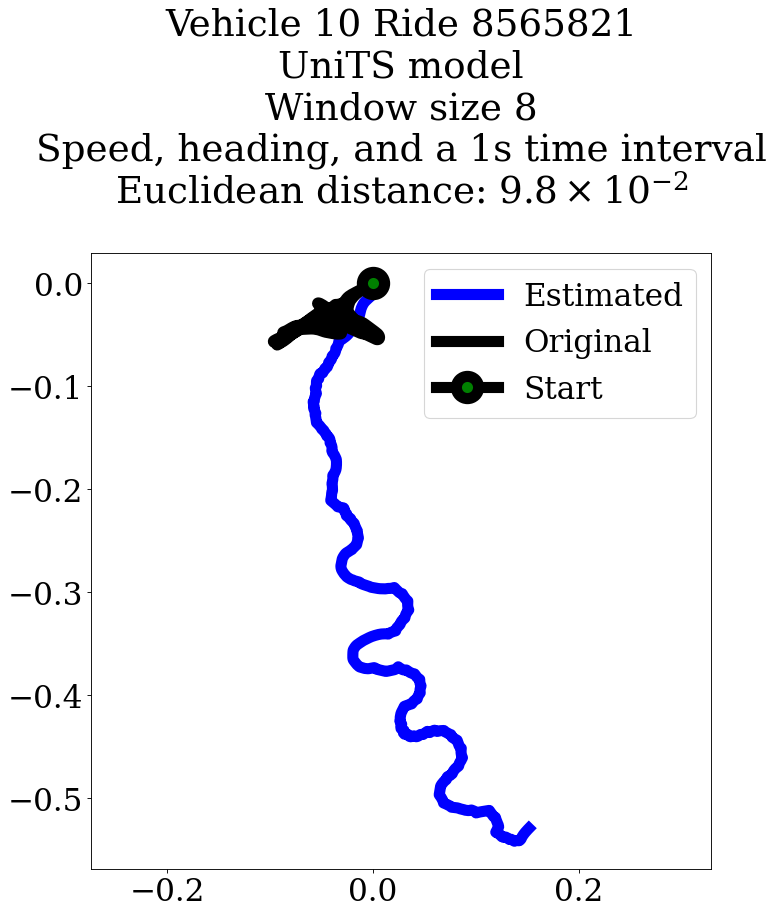 Vehicle 10 Ride 8565821
UniTS model
Window size 8
Speed, heading, and a 1s time interval
Euclidean distance: 9.8 × 10⁻²
Estimated
Original
Start
0.0
−0.1
−0.2
−0.3
−0.4
−0.5
−0.2 0.0 0.2